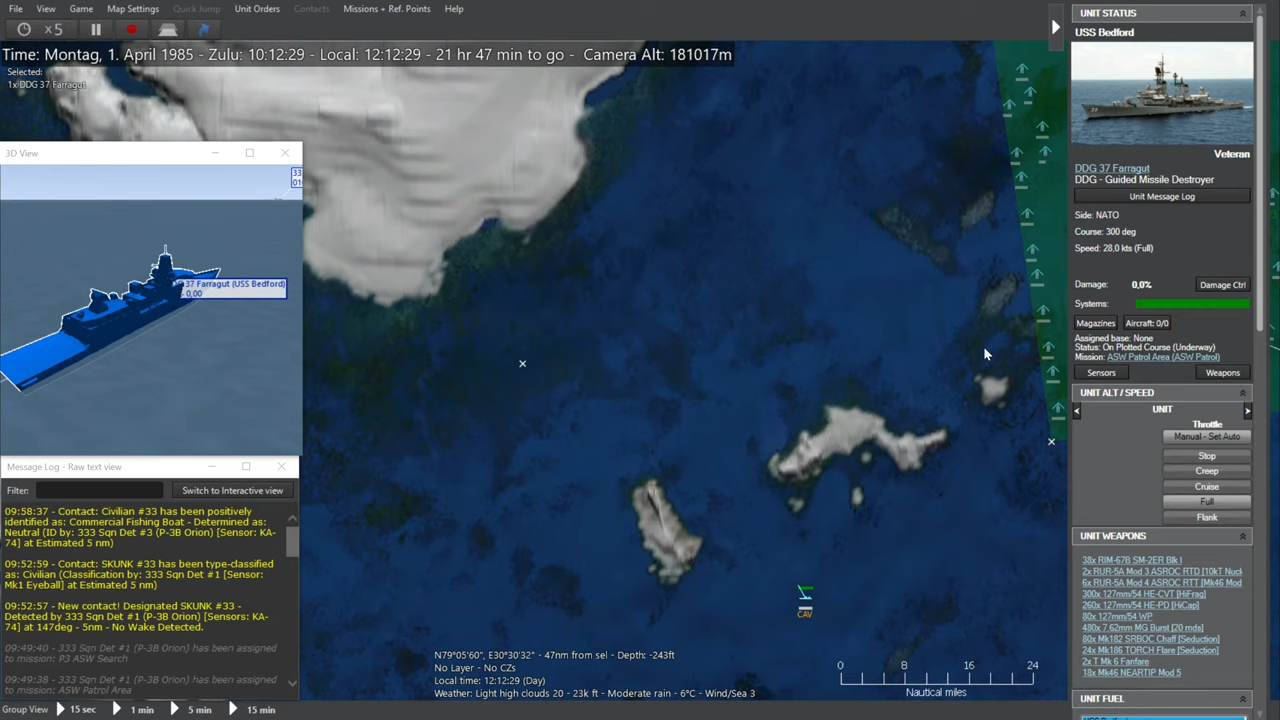 File View Game Map Settings Quick Jump Unit Orders Contacts Missions + Ref. Points Help
x5
Time: Montag, 1. April 1985 - Zulu: 10:12:29 - Local: 12:12:29 - 21 hr 47 min to go - Camera Alt: 181017m
Selected:
1x DDG 37 Farragut
3D View
33
01
37 Farragut (USS Bedford)
- 0,00
Message Log - Raw text view
Filter:
Switch to Interactive view
09:58:37 - Contact: Civilian #33 has been positively
identified as: Commercial Fishing Boat - Determined as:
Neutral (ID by: 333 Sqn Det #3 (P-3B Orion) [Sensor: KA-
74] at Estimated 5 nm)
09:52:59 - Contact: SKUNK #33 has been type-classified
as: Civilian (Classification by: 333 Sqn Det #1 [Sensor:
Mk1 Eyeball] at Estimated 5 nm)
09:52:57 - New contact! Designated SKUNK #33 -
Detected by 333 Sqn Det #1 (P-3B Orion) [Sensors: KA-
74] at 147deg - 5nm - No Wake Detected.
09:49:40 - 333 Sqn Det #1 (P-3B Orion) has been assigned
to mission: P3 ASW Search
09:49:38 - 333 Sqn Det #1 (P-3B Orion) has been assigned
to mission: ASW Patrol Area
Group View 15 sec 1 min 5 min 15 min
CAV
N79°05'60", E30°30'32" - 47nm from sel - Depth: -243ft
No Layer - No CZs
Local time: 12:12:29 (Day)
Weather: Light high clouds 20 - 23k ft - Moderate rain - 6°C - Wind/Sea 3
0 8 16 24
Nautical miles
UNIT STATUS
USS Bedford
Veteran
DDG 37 Farragut
DDG - Guided Missile Destroyer
Unit Message Log
Side: NATO
Course: 300 deg
Speed: 28,0 kts (Full)
Damage: 0,0% Damage Ctrl
Systems:
Magazines Aircraft: 0/0
Assigned base: None
Status: On Plotted Course (Underway)
Mission: ASW Patrol Area (ASW Patrol)
Sensors Weapons
UNIT ALT / SPEED
UNIT
Throttle
Manual - Set Auto
Stop
Creep
Cruise
Full
Flank
UNIT WEAPONS
38x RIM-67B SM-2ER Blk I
2x RUR-5A Mod 3 ASROC RTD [10kT Nucl
6x RUR-5A Mod 4 ASROC RTT [Mk46 Mod
300x 127mm/54 HE-CVT [HiFrag]
260x 127mm/54 HE-PD [HiCap]
80x 127mm/54 WP
480x 7.62mm MG Burst [20 rnds]
80x Mk182 SRBOC Chaff [Seduction]
24x Mk186 TORCH Flare [Seduction]
2x T Mk 6 Fanfare
18x Mk46 NEARTIP Mod 5
UNIT FUEL